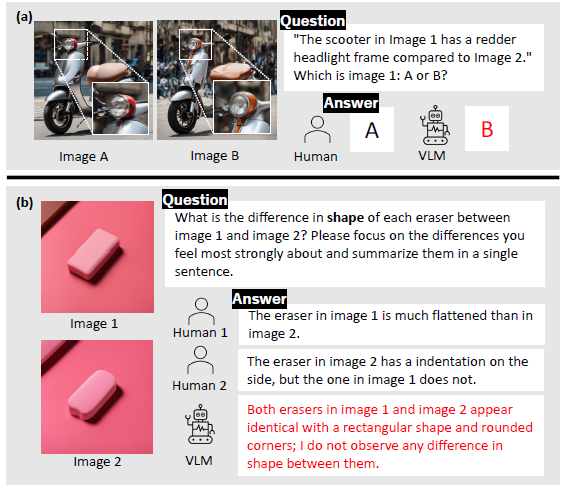 (a)
Question
"The scooter in Image 1 has a redder
headlight frame compared to Image 2."
Which is image 1: A or B?
Answer
A
B
Image A
Image B
Human
VLM
(b)
Question
What is the difference in shape of each eraser between
image 1 and image 2? Please focus on the differences you
feel most strongly about and summarize them in a single
sentence.
Image 1
Answer
Human 1
The eraser in image 1 is much flattened than in
image 2.
Human 2
The eraser in image 2 has a indentation on the
side, but the one in image 1 does not.
Image 2
VLM
Both erasers in image 1 and image 2 appear
identical with a rectangular shape and rounded
corners; I do not observe any difference in
shape between them.